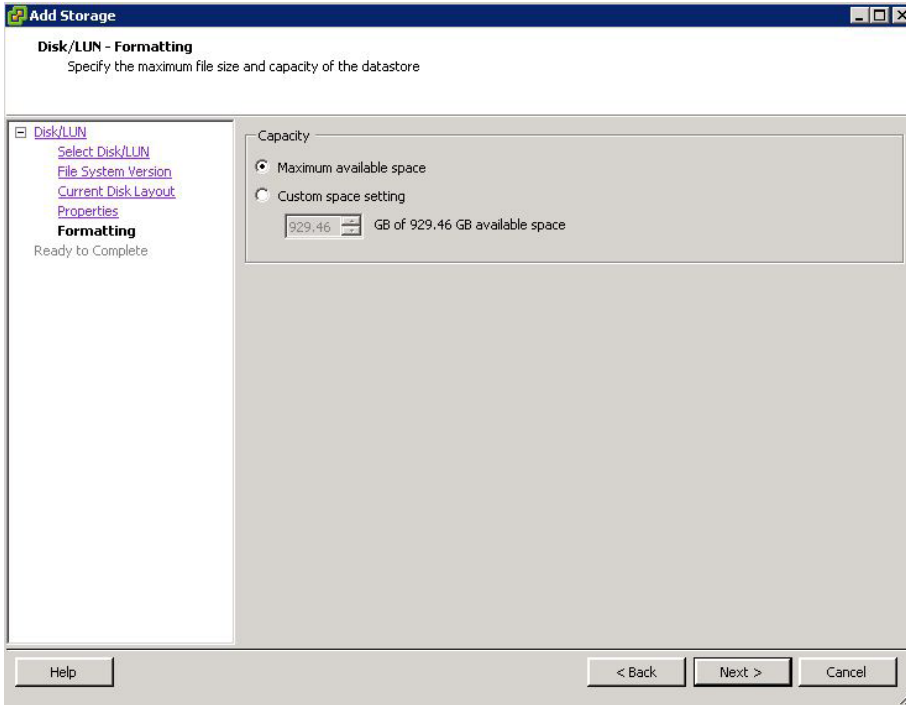 Add Storage
Disk/LUN - Formatting
Specify the maximum file size and capacity of the datastore
Disk/LUN
Select Disk/LUN
File System Version
Current Disk Layout
Properties
Formatting
Ready to Complete
Capacity
Maximum available space
Custom space setting
929.46 GB of 929.46 GB available space
Help
< Back
Next >
Cancel